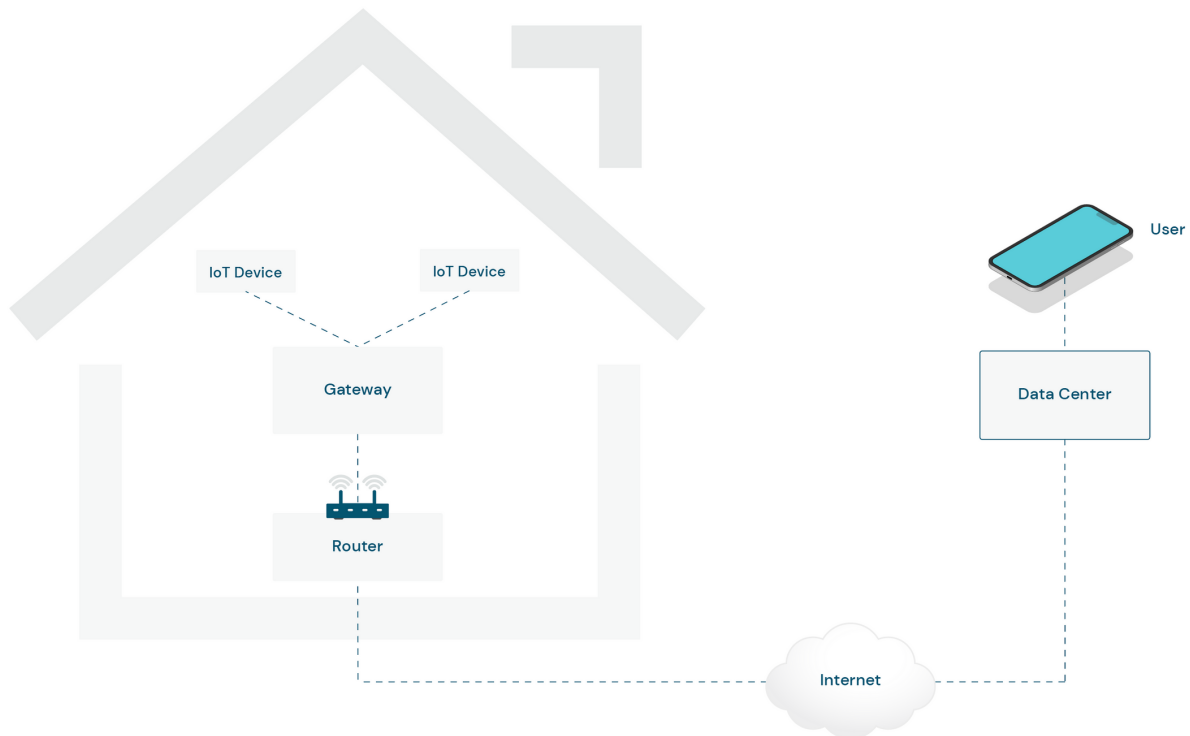 IoT Device
IoT Device
User
Gateway
Data Center
Router
Internet